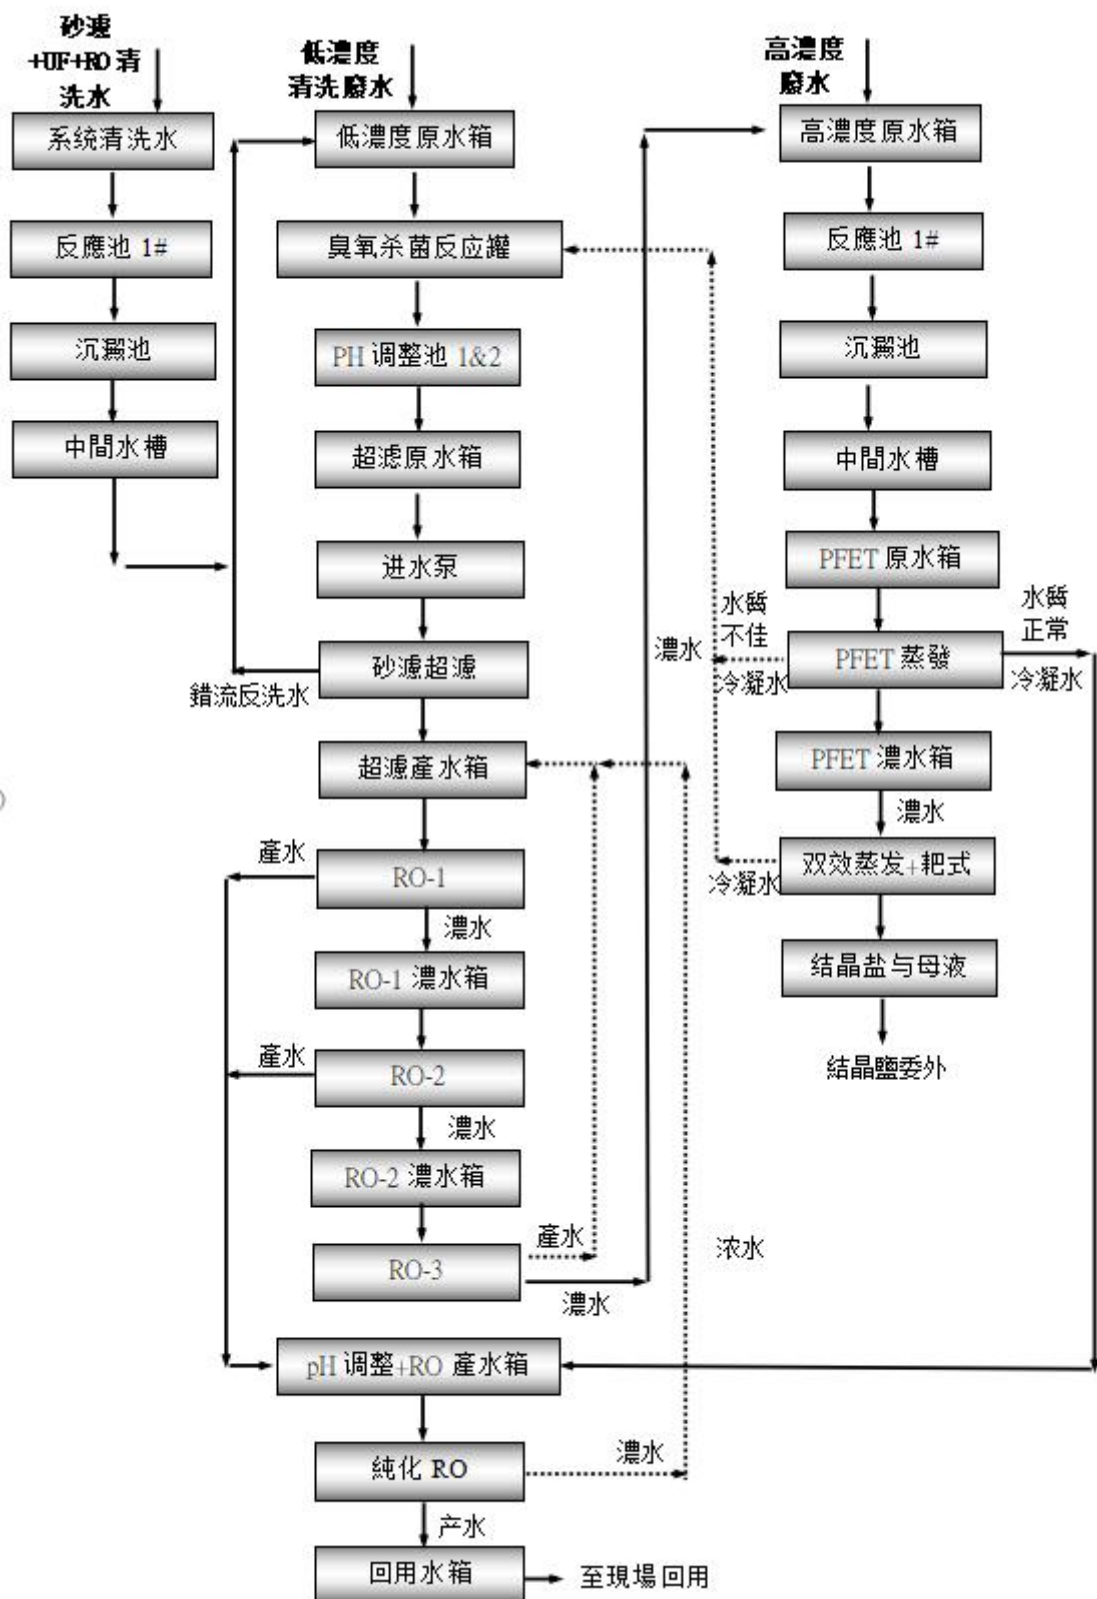 砂濾
+UF+RO 清
洗水
系统清洗水
反應池 1#
沉澱池
中間水槽
低濃度
清洗廢水
低濃度原水箱
臭氧杀菌反应罐
PH 调整池 1&2
超滤原水箱
进水泵
砂濾超濾
錯流反洗水
超濾產水箱
產水
RO-1
濃水
RO-1 濃水箱
產水
RO-2
濃水
RO-2 濃水箱
RO-3
產水
濃水
pH 调整+RO 產水箱
純化 RO
濃水
产水
回用水箱
至現場回用
濃水
浓水
高濃度
廢水
高濃度原水箱
反應池 1#
沉澱池
中間水槽
PFET 原水箱
水質
不佳
冷凝水
PFET 蒸發
水質
正常
冷凝水
PFET 濃水箱
濃水
双效蒸发+耙式
冷凝水
结晶盐与母液
結晶鹽委外